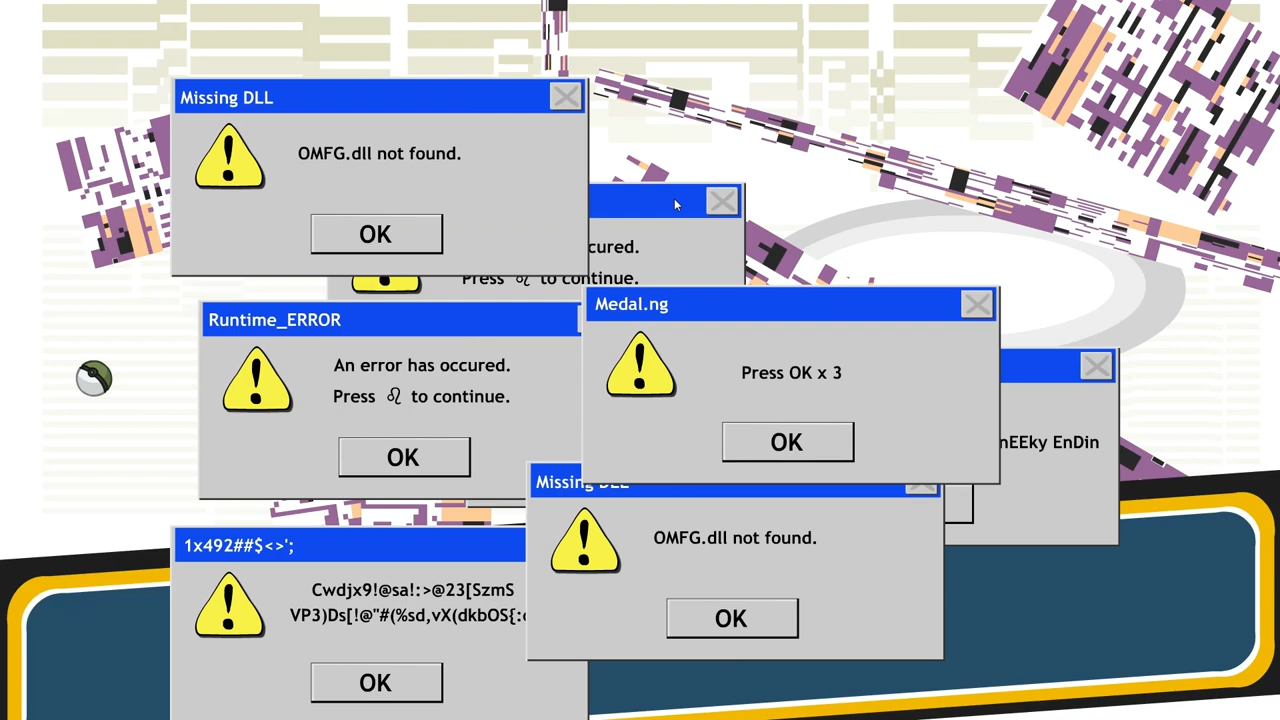 Missing DLL
OMFG.dll not found.
OK
cured.
Press ♌ to continue.
Runtime_ERROR
An error has occured.
Press ♌ to continue.
OK
Medal.ng
Press OK x 3
OK
nEEky EnDin
Missing DLL
OMFG.dll not found.
OK
1x492##$<>';
Cwdjx9!@sa!:>@23[SzmS
VP3)Ds[!@"#(%sd,vX(dkbOS{:
OK